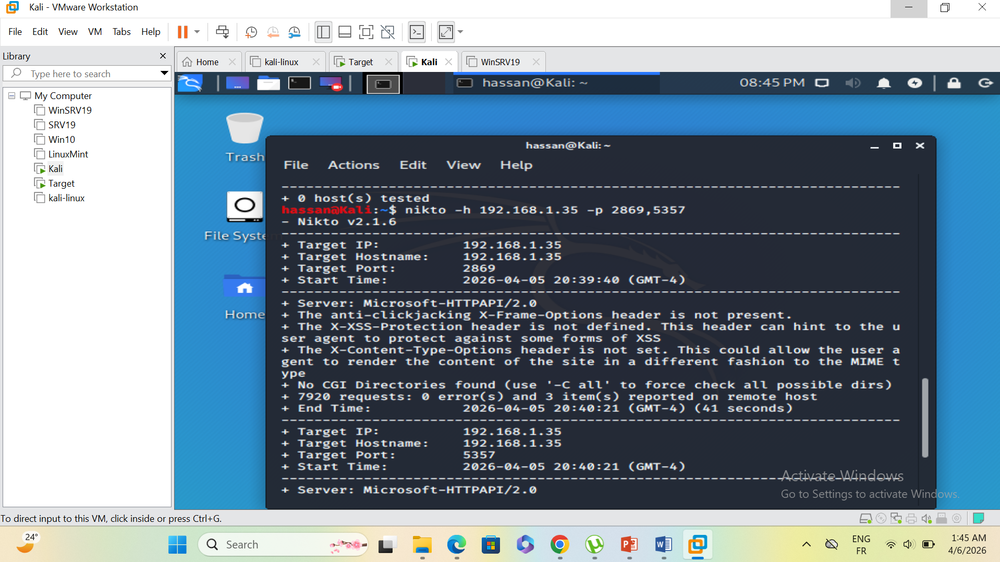 Kali - VMware Workstation
File Edit View VM Tabs Help
Library
Type here to search
My Computer
WinSRV19
SRV19
Win10
LinuxMint
Kali
Target
kali-linux
Home
kali-linux
Target
Kali
WinSRV19
hassan@Kali: ~
08:45 PM
Trash
File Syste
Home
hassan@Kali: ~
File Actions Edit View Help
---------------------------------------------------------------------------
+ 0 host(s) tested
hassan@Kali:~$ nikto -h 192.168.1.35 -p 2869,5357
- Nikto v2.1.6
---------------------------------------------------------------------------
+ Target IP: 192.168.1.35
+ Target Hostname: 192.168.1.35
+ Target Port: 2869
+ Start Time: 2026-04-05 20:39:40 (GMT-4)
---------------------------------------------------------------------------
+ Server: Microsoft-HTTPAPI/2.0
+ The anti-clickjacking X-Frame-Options header is not present.
+ The X-XSS-Protection header is not defined. This header can hint to the u
ser agent to protect against some forms of XSS
+ The X-Content-Type-Options header is not set. This could allow the user a
gent to render the content of the site in a different fashion to the MIME t
ype
+ No CGI Directories found (use '-C all' to force check all possible dirs)
+ 7920 requests: 0 error(s) and 3 item(s) reported on remote host
+ End Time: 2026-04-05 20:40:21 (GMT-4) (41 seconds)
---------------------------------------------------------------------------
+ Target IP: 192.168.1.35
+ Target Hostname: 192.168.1.35
+ Target Port: 5357
+ Start Time: 2026-04-05 20:40:21 (GMT-4)
---------------------------------------------------------------------------
+ Server: Microsoft-HTTPAPI/2.0
Activate Windows
Go to Settings to activate Windows.
To direct input to this VM, click inside or press Ctrl+G.
24°
Search
ENG
FR
1:45 AM
4/6/2026